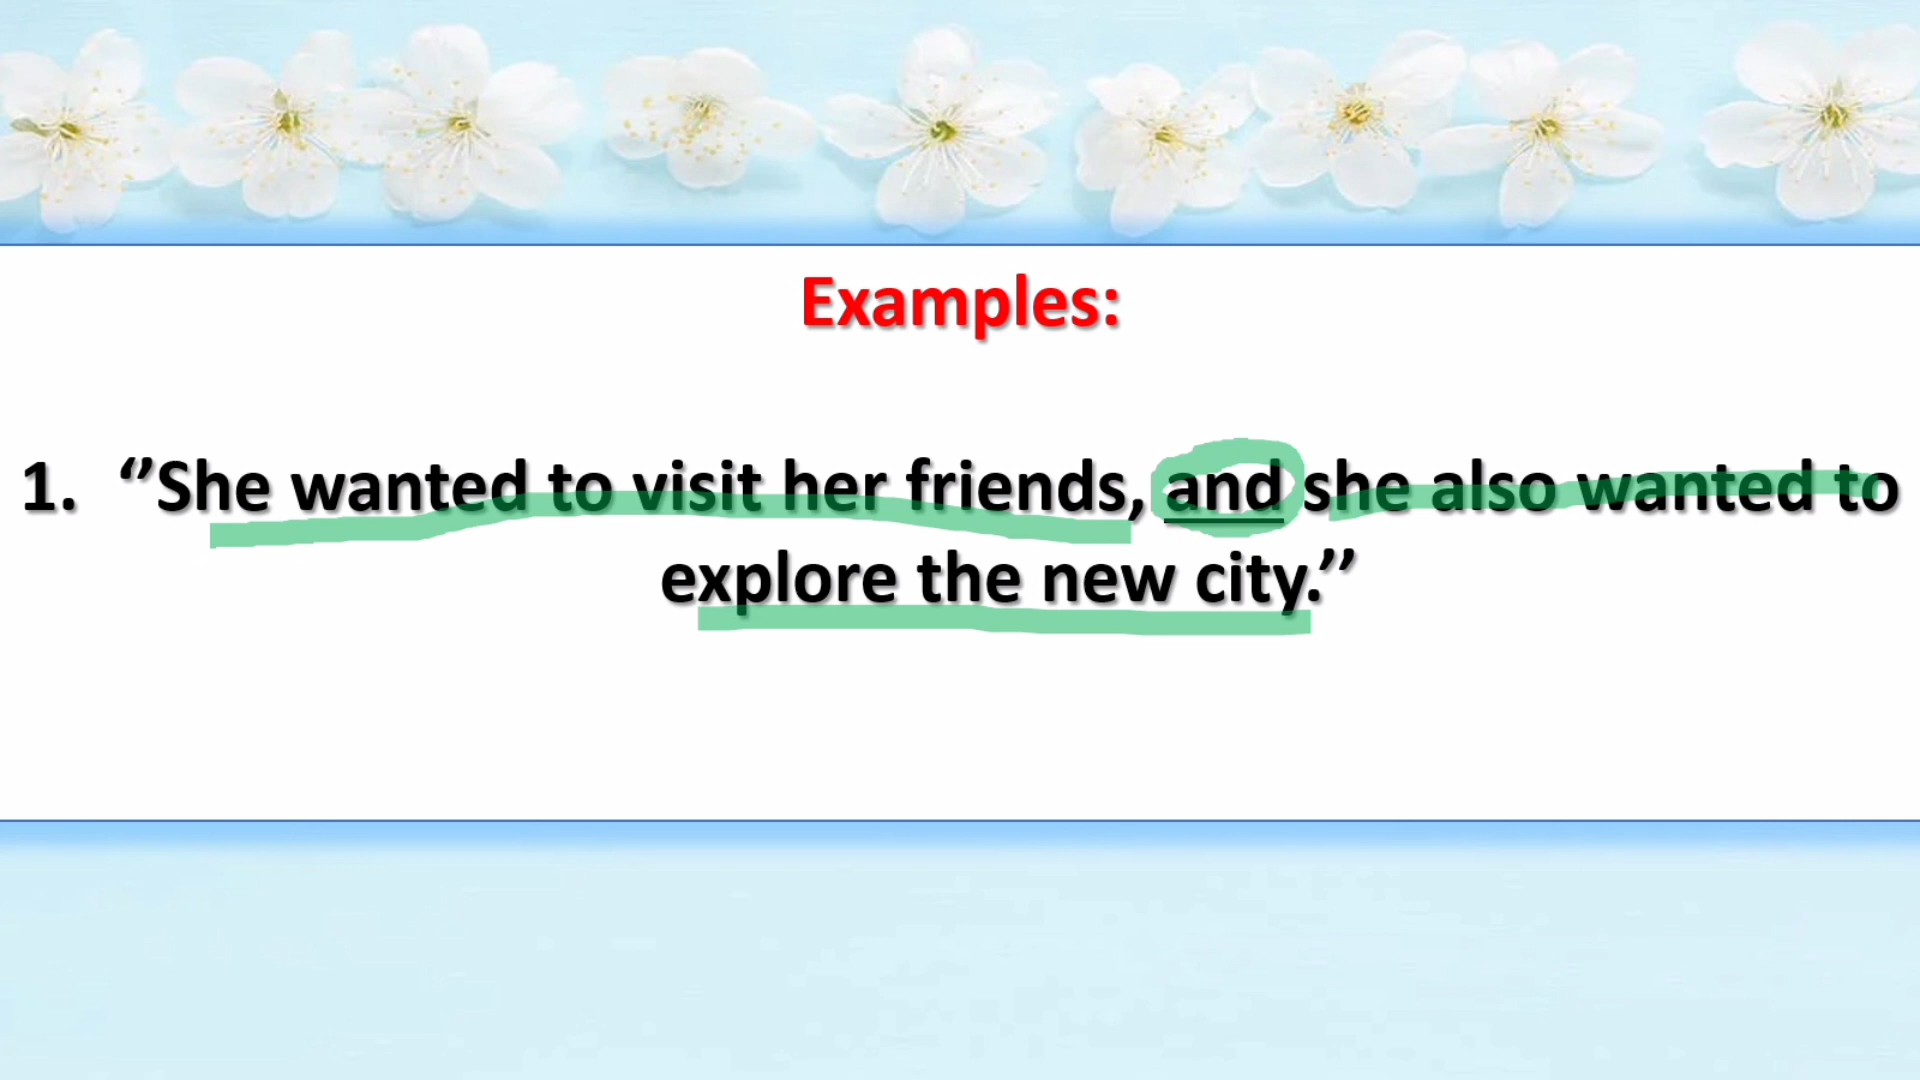 Examples:
1. ‘’She wanted to visit her friends, and she also wanted to
explore the new city.’’